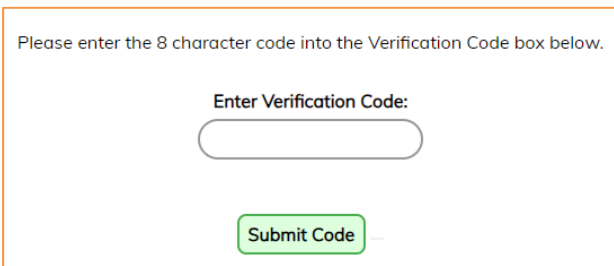 Please enter the 8 character code into the Verification Code box below.
Enter Verification Code:
Submit Code